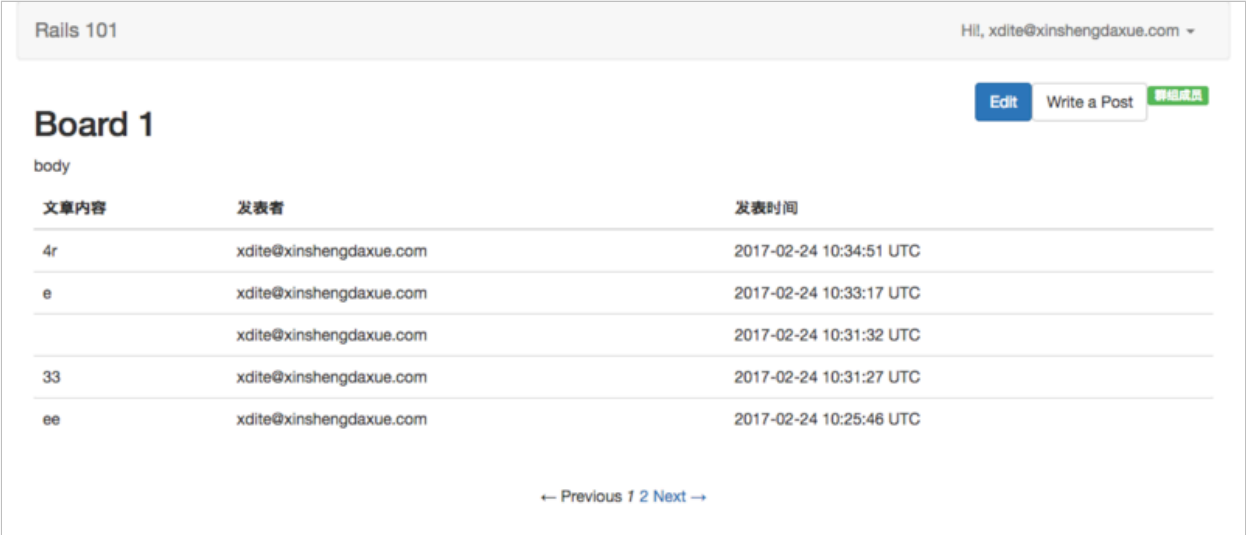 Rails 101 Hi!, xdite@xinshengdaxue.com
Edit Write a Post 群组成员
Board 1
body
文章内容 发表者 发表时间
4r xdite@xinshengdaxue.com 2017-02-24 10:34:51 UTC
e xdite@xinshengdaxue.com 2017-02-24 10:33:17 UTC
xdite@xinshengdaxue.com 2017-02-24 10:31:32 UTC
33 xdite@xinshengdaxue.com 2017-02-24 10:31:27 UTC
ee xdite@xinshengdaxue.com 2017-02-24 10:25:46 UTC
← Previous 1 2 Next →